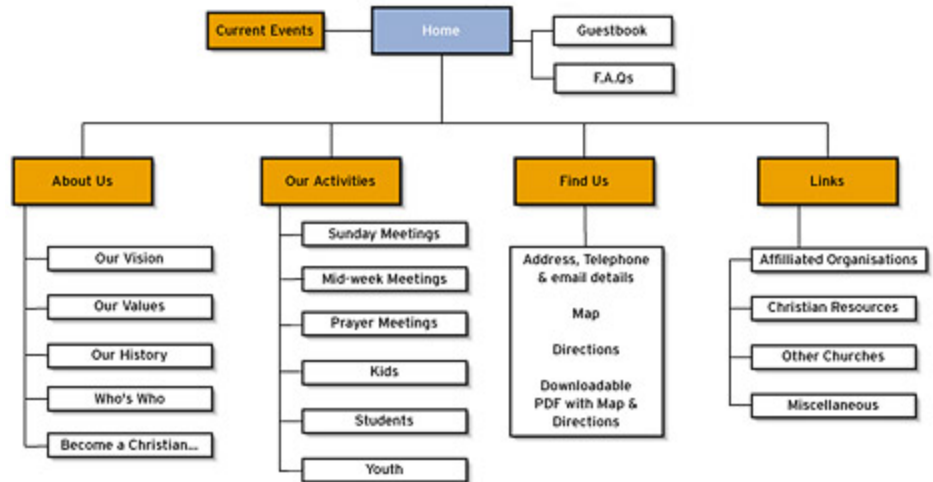 Current Events
Home
Guestbook
F.A.Qs
About Us
Our Activities
Find Us
Links
Our Vision
Our Values
Our History
Who's Who
Become a Christian...
Sunday Meetings
Mid-week Meetings
Prayer Meetings
Kids
Students
Youth
Address, Telephone
& email details
Map
Directions
Downloadable
PDF with Map &
Directions
Affilliated Organisations
Christian Resources
Other Churches
Miscellaneous